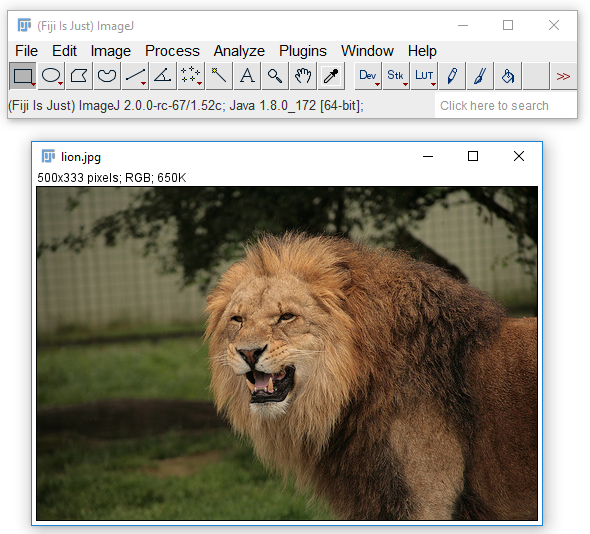 (Fiji Is Just) ImageJ
File Edit Image Process Analyze Plugins Window Help
A Dev Stk LUT >>
(Fiji Is Just) ImageJ 2.0.0-rc-67/1.52c; Java 1.8.0_172 [64-bit]; Click here to search
lion.jpg
500x333 pixels; RGB; 650K